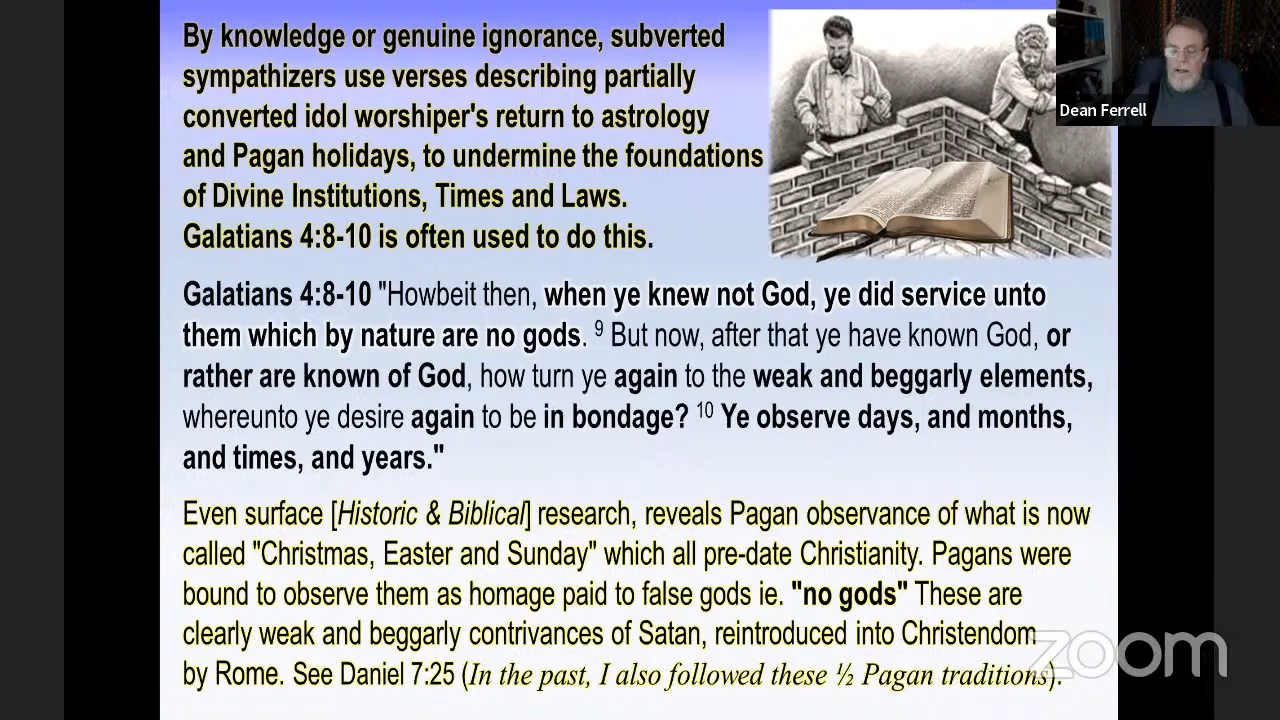 By knowledge or genuine ignorance, subverted
sympathizers use verses describing partially
converted idol worshiper's return to astrology
and Pagan holidays, to undermine the foundations
of Divine Institutions, Times and Laws.
Galatians 4:8-10 is often used to do this.
Dean Ferrell
Galatians 4:8-10 "Howbeit then, when ye knew not God, ye did service unto
them which by nature are no gods. 9 But now, after that ye have known God, or
rather are known of God, how turn ye again to the weak and beggarly elements,
whereunto ye desire again to be in bondage? 10 Ye observe days, and months,
and times, and years."
Even surface [Historic & Biblical] research, reveals Pagan observance of what is now
called "Christmas, Easter and Sunday" which all pre-date Christianity. Pagans were
bound to observe them as homage paid to false gods ie. "no gods" These are
clearly weak and beggarly contrivances of Satan, reintroduced into Christendom
by Rome. See Daniel 7:25 (In the past, I also followed these ½ Pagan traditions).
zoom